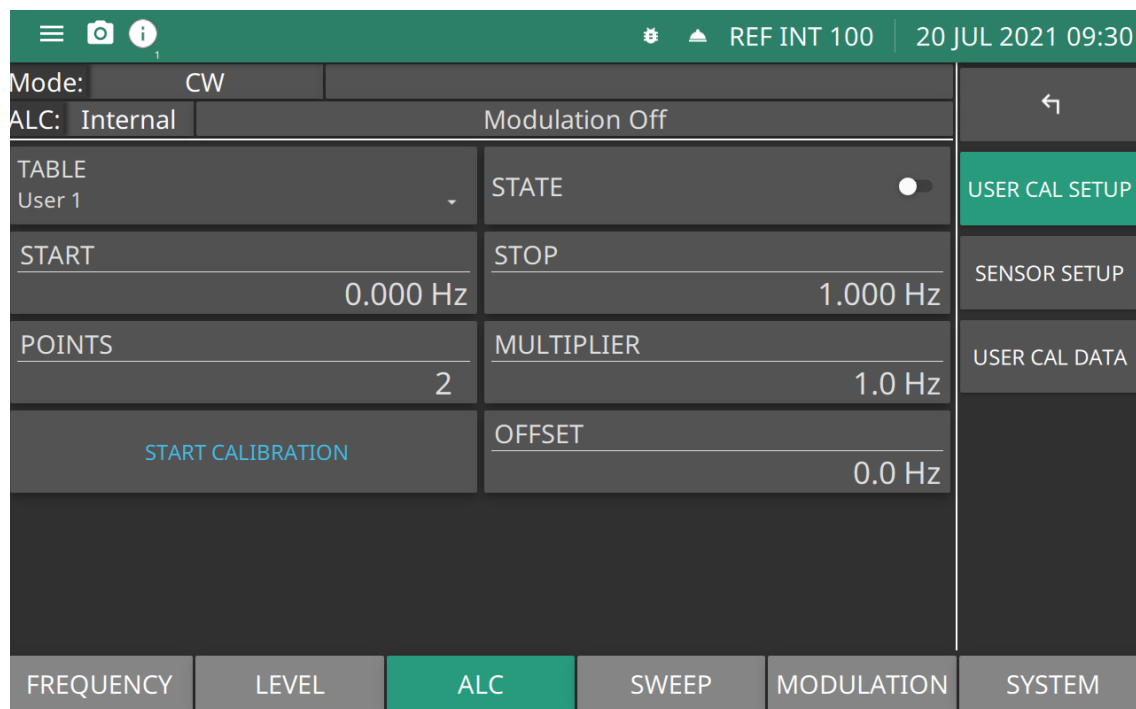 1
REF INT 100
20 JUL 2021 09:30
Mode: CW
ALC: Internal Modulation Off
TABLE
User 1
STATE
START
0.000 Hz
STOP
1.000 Hz
POINTS
2
MULTIPLIER
1.0 Hz
START CALIBRATION
OFFSET
0.0 Hz
USER CAL SETUP
SENSOR SETUP
USER CAL DATA
FREQUENCY LEVEL ALC SWEEP MODULATION SYSTEM